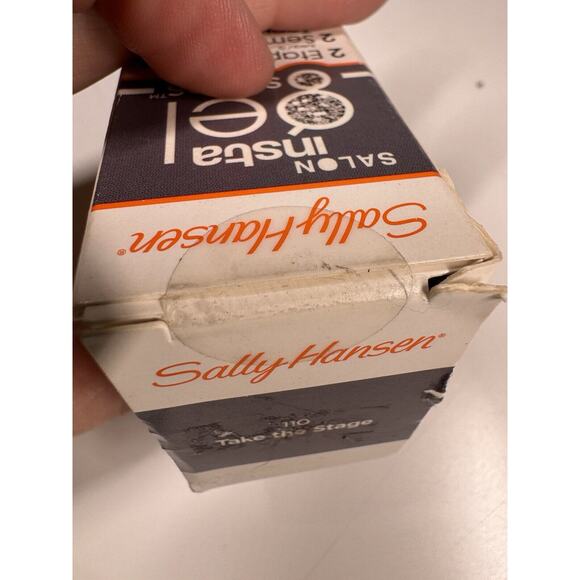 SALON
insta
gel
2 Etap
2 Sem
Sally Hansen®
Sally Hansen®
110
Take the Stage